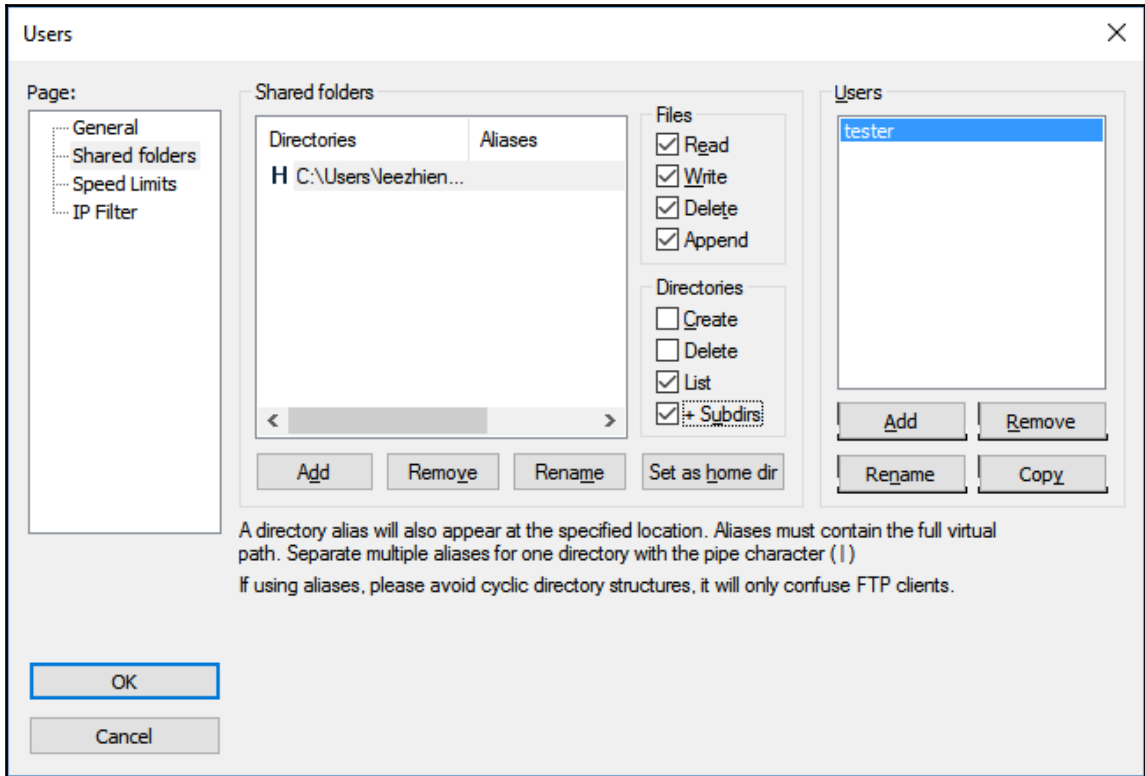 Users
Page:
General
Shared folders
Speed Limits
IP Filter
Shared folders
Directories Aliases
H C:\Users\leezhien...
Files
Read
Write
Delete
Append
Directories
Create
Delete
List
+ Subdirs
Add Remove Rename Set as home dir
Users
tester
Add Remove
Rename Copy
A directory alias will also appear at the specified location. Aliases must contain the full virtual
path. Separate multiple aliases for one directory with the pipe character (|)
If using aliases, please avoid cyclic directory structures, it will only confuse FTP clients.
OK
Cancel